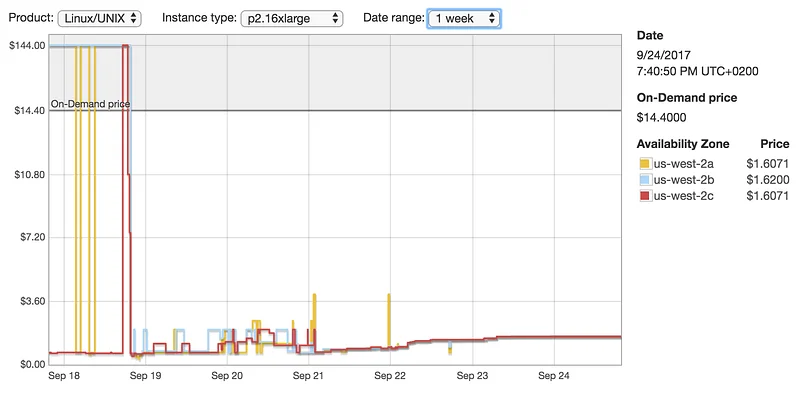 Product: Linux/UNIX Instance type: p2.16xlarge Date range: 1 week
$144.00
On-Demand price
$14.40
$10.80
$7.20
$3.60
$0.00
Sep 18 Sep 19 Sep 20 Sep 21 Sep 22 Sep 23 Sep 24
Date
9/24/2017
7:40:50 PM UTC+0200
On-Demand price
$14.4000
Availability Zone Price
us-west-2a $1.6071
us-west-2b $1.6200
us-west-2c $1.6071